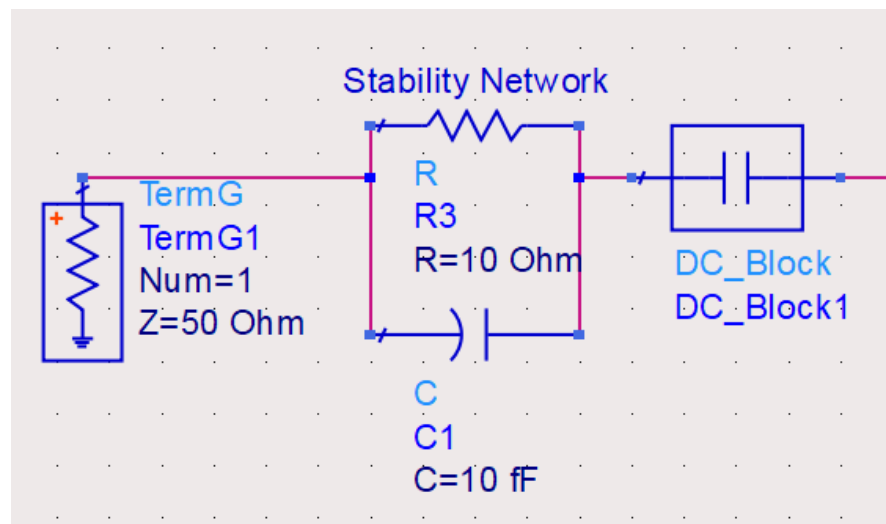 Stability Network
TermG
TermG1
Num=1
Z=50 Ohm
R
R3
R=10 Ohm
DC_Block
DC_Block1
C
C1
C=10 fF